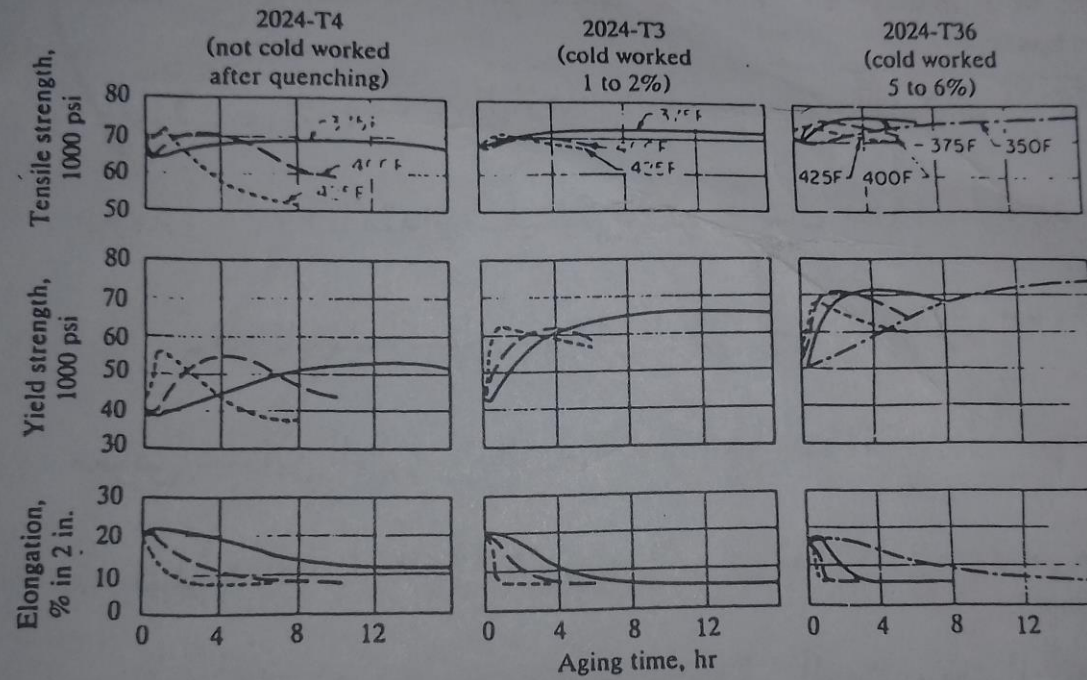 2024-T4
(not cold worked
after quenching)
2024-T3
(cold worked
1 to 2%)
2024-T36
(cold worked
5 to 6%)
Tensile strength,
1000 psi
80
70
60
50
375F
350F
425F
400F
Yield strength,
1000 psi
80
70
60
50
40
30
Elongation,
% in 2 in.
30
20
10
0
0 4 8 12
0 4 8 12
0 4 8 12
Aging time, hr